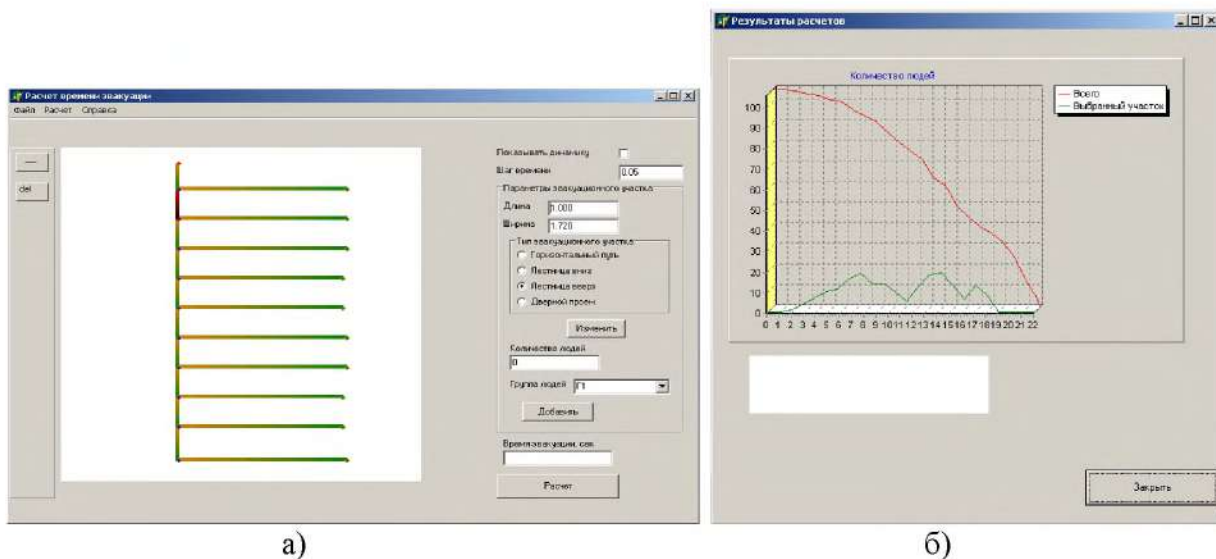 Расчет времени эвакуации
Файл Расчет Справка
del
Показывать динамику
Шаг времени 0.05
Параметры эвакуационного участка
Длина 1.000
Ширина 1.720
Тип эвакуационного участка
Горизонтальный путь
Лестница вниз
Лестница вверх
Дверной проем
Изменить
Количество людей
0
Группа людей Г1
Добавить
Время эвакуации, сек
Расчет
а)
Результаты расчетов
Количество людей
Всего
Выбранный участок
100
90
80
70
60
50
40
30
20
10
0
0 1 2 3 4 5 6 7 8 9 10 11 12 13 14 15 16 17 18 19 20 21 22
Закрыть
б)